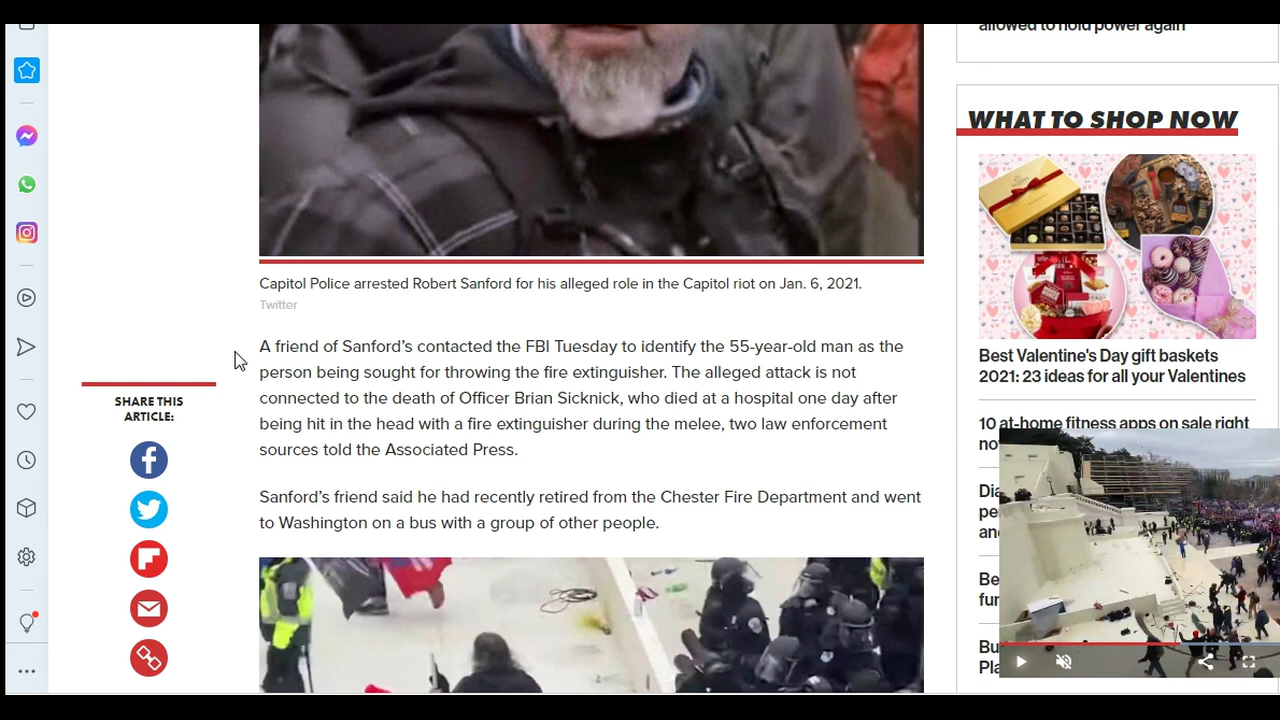 allowed to hold power again
WHAT TO SHOP NOW
Capitol Police arrested Robert Sanford for his alleged role in the Capitol riot on Jan. 6, 2021.
Twitter
A friend of Sanford's contacted the FBI Tuesday to identify the 55-year-old man as the
person being sought for throwing the fire extinguisher. The alleged attack is not
connected to the death of Officer Brian Sicknick, who died at a hospital one day after
being hit in the head with a fire extinguisher during the melee, two law enforcement
sources told the Associated Press.
Sanford's friend said he had recently retired from the Chester Fire Department and went
to Washington on a bus with a group of other people.
SHARE THIS
ARTICLE:
Best Valentine's Day gift baskets
2021: 23 ideas for all your Valentines
10 at-home fitness apps on sale right